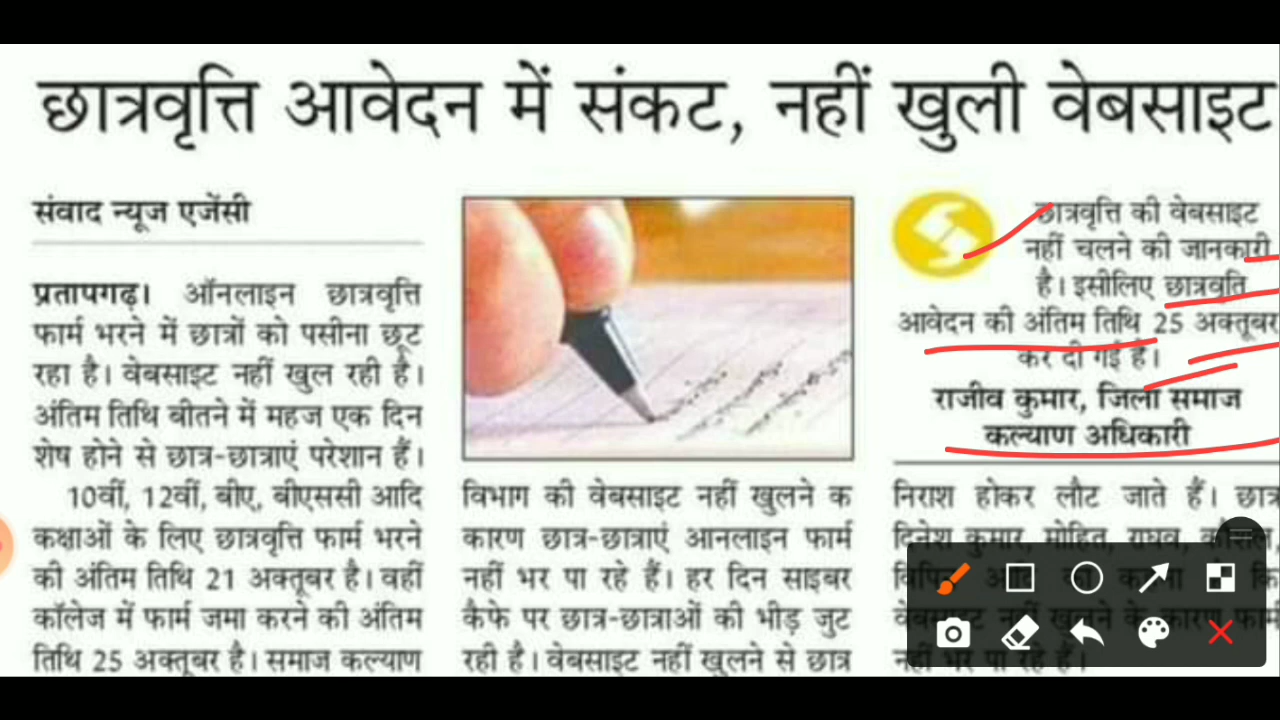 छात्रवृत्ति आवेदन में संकट, नहीं खुली वेबसाइट
संवाद न्यूज एजेंसी
प्रतापगढ़। ऑनलाइन छात्रवृत्ति
फार्म भरने में छात्रों को पसीना छूट
रहा है। वेबसाइट नहीं खुल रही है।
अंतिम तिथि बीतने में महज एक दिन
शेष होने से छात्र-छात्राएं परेशान हैं।
10वीं, 12वीं, बीए, बीएससी आदि
कक्षाओं के लिए छात्रवृत्ति फार्म भरने
की अंतिम तिथि 21 अक्तूबर है। वहीं
कॉलेज में फार्म जमा करने की अंतिम
तिथि 25 अक्तूबर है। समाज कल्याण
विभाग की वेबसाइट नहीं खुलने क
कारण छात्र-छात्राएं आनलाइन फार्म
नहीं भर पा रहे हैं। हर दिन साइबर
कैफे पर छात्र-छात्राओं की भीड़ जुट
रही है। वेबसाइट नहीं खुलने से छात्र
छात्रवृत्ति की वेबसाइट
नहीं चलने की जानकारी
है। इसीलिए छात्रवृति
आवेदन की अंतिम तिथि 25 अक्तूबर
कर दी गई है।
राजीव कुमार, जिला समाज
कल्याण अधिकारी
निराश होकर लौट जाते हैं। छात्र
दिनेश कुमार, मोहित, राघव, कौशल,
विपिन आदि का कहना
वेबसाइट नहीं खुलने के कारण फार्म
नहीं भर पा रहे हैं।